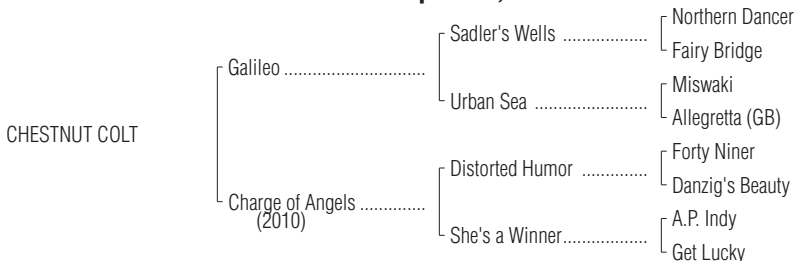 Northern Dancer
Sadler's Wells ...................
Fairy Bridge
Galileo ...............................
Miswaki
Urban Sea .........................
Allegretta (GB)
CHESTNUT COLT
Forty Niner
Distorted Humor ..............
Danzig's Beauty
Charge of Angels ..............
(2010)
A.P. Indy
She's a Winner...................
Get Lucky